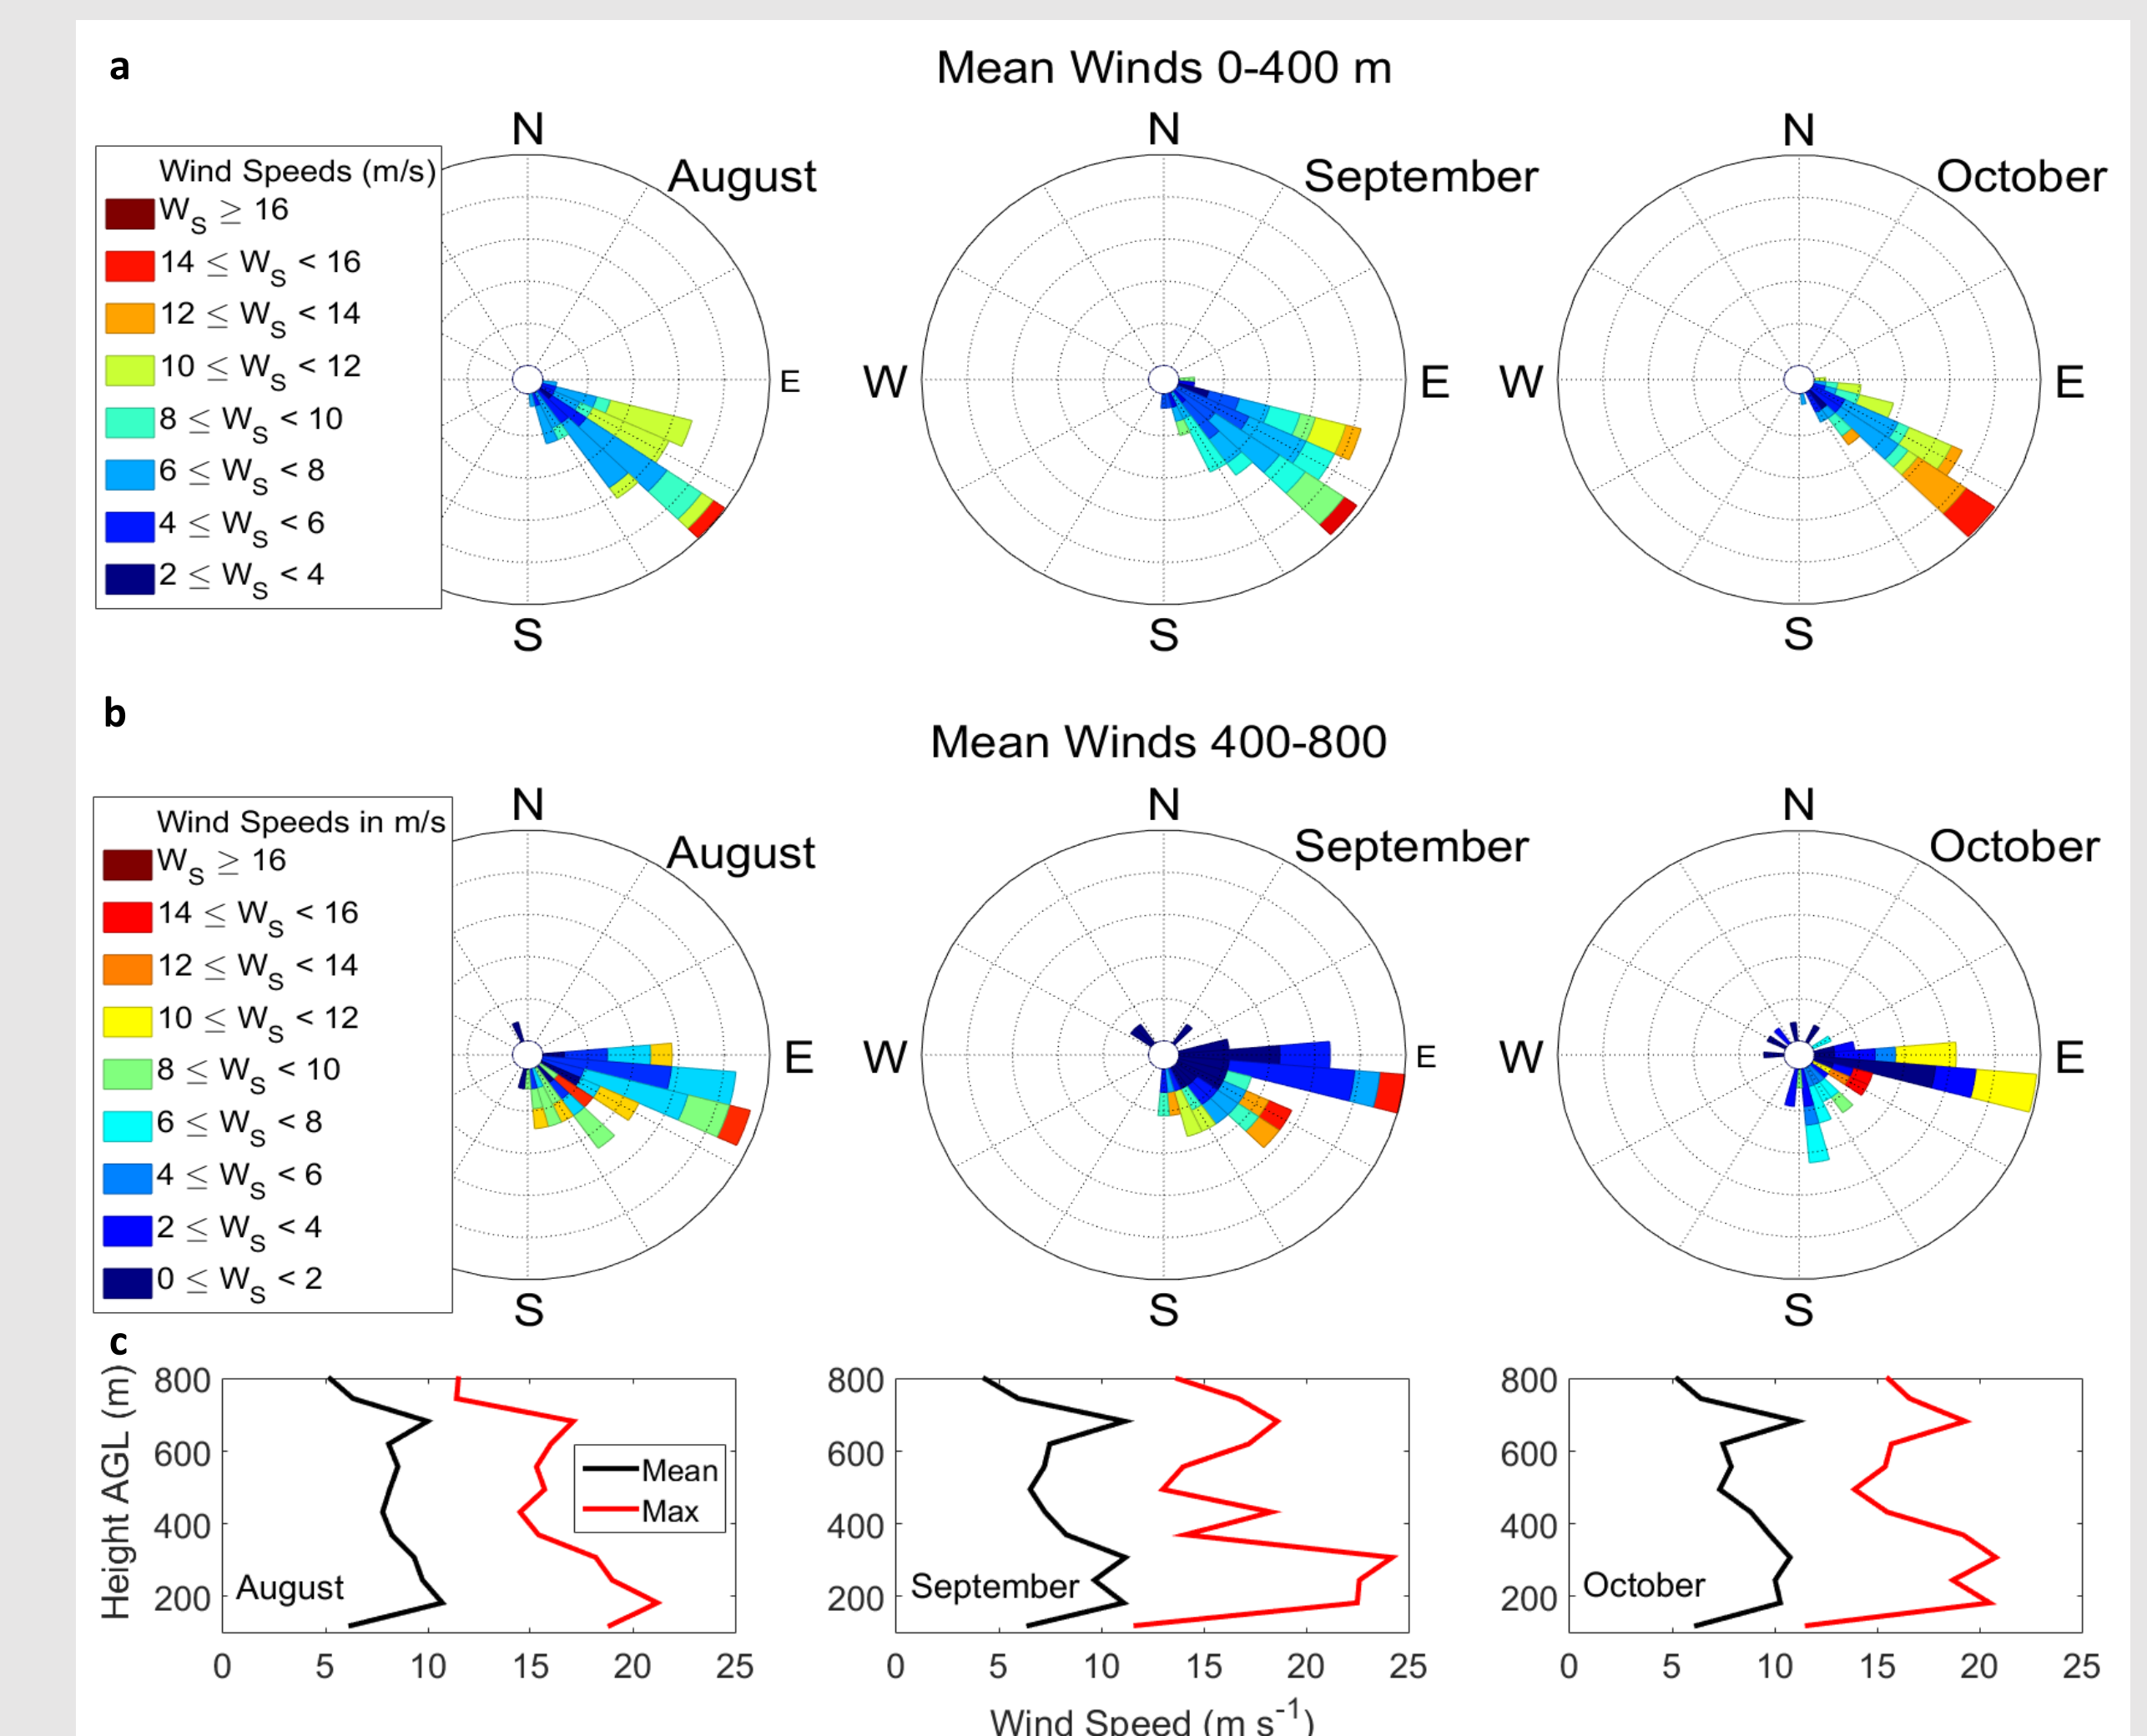 a
Mean Winds 0-400 m
N
N
N
August
September
October
Wind Speeds (m/s)
W_S ≥ 16
14 ≤ W_S < 16
12 ≤ W_S < 14
10 ≤ W_S < 12
8 ≤ W_S < 10
6 ≤ W_S < 8
4 ≤ W_S < 6
2 ≤ W_S < 4
E
W
E
W
E
S
S
S
b
Mean Winds 400-800
N
N
N
August
September
October
Wind Speeds in m/s
W_S ≥ 16
14 ≤ W_S < 16
12 ≤ W_S < 14
10 ≤ W_S < 12
8 ≤ W_S < 10
6 ≤ W_S < 8
4 ≤ W_S < 6
2 ≤ W_S < 4
0 ≤ W_S < 2
E
W
E
W
E
S
S
S
c
Height AGL (m)
800
600
400
200
August
Mean
Max
0 5 10 15 20 25
800
600
400
200
September
0 5 10 15 20 25
800
600
400
200
October
0 5 10 15 20 25
Wind Speed (m s⁻¹)